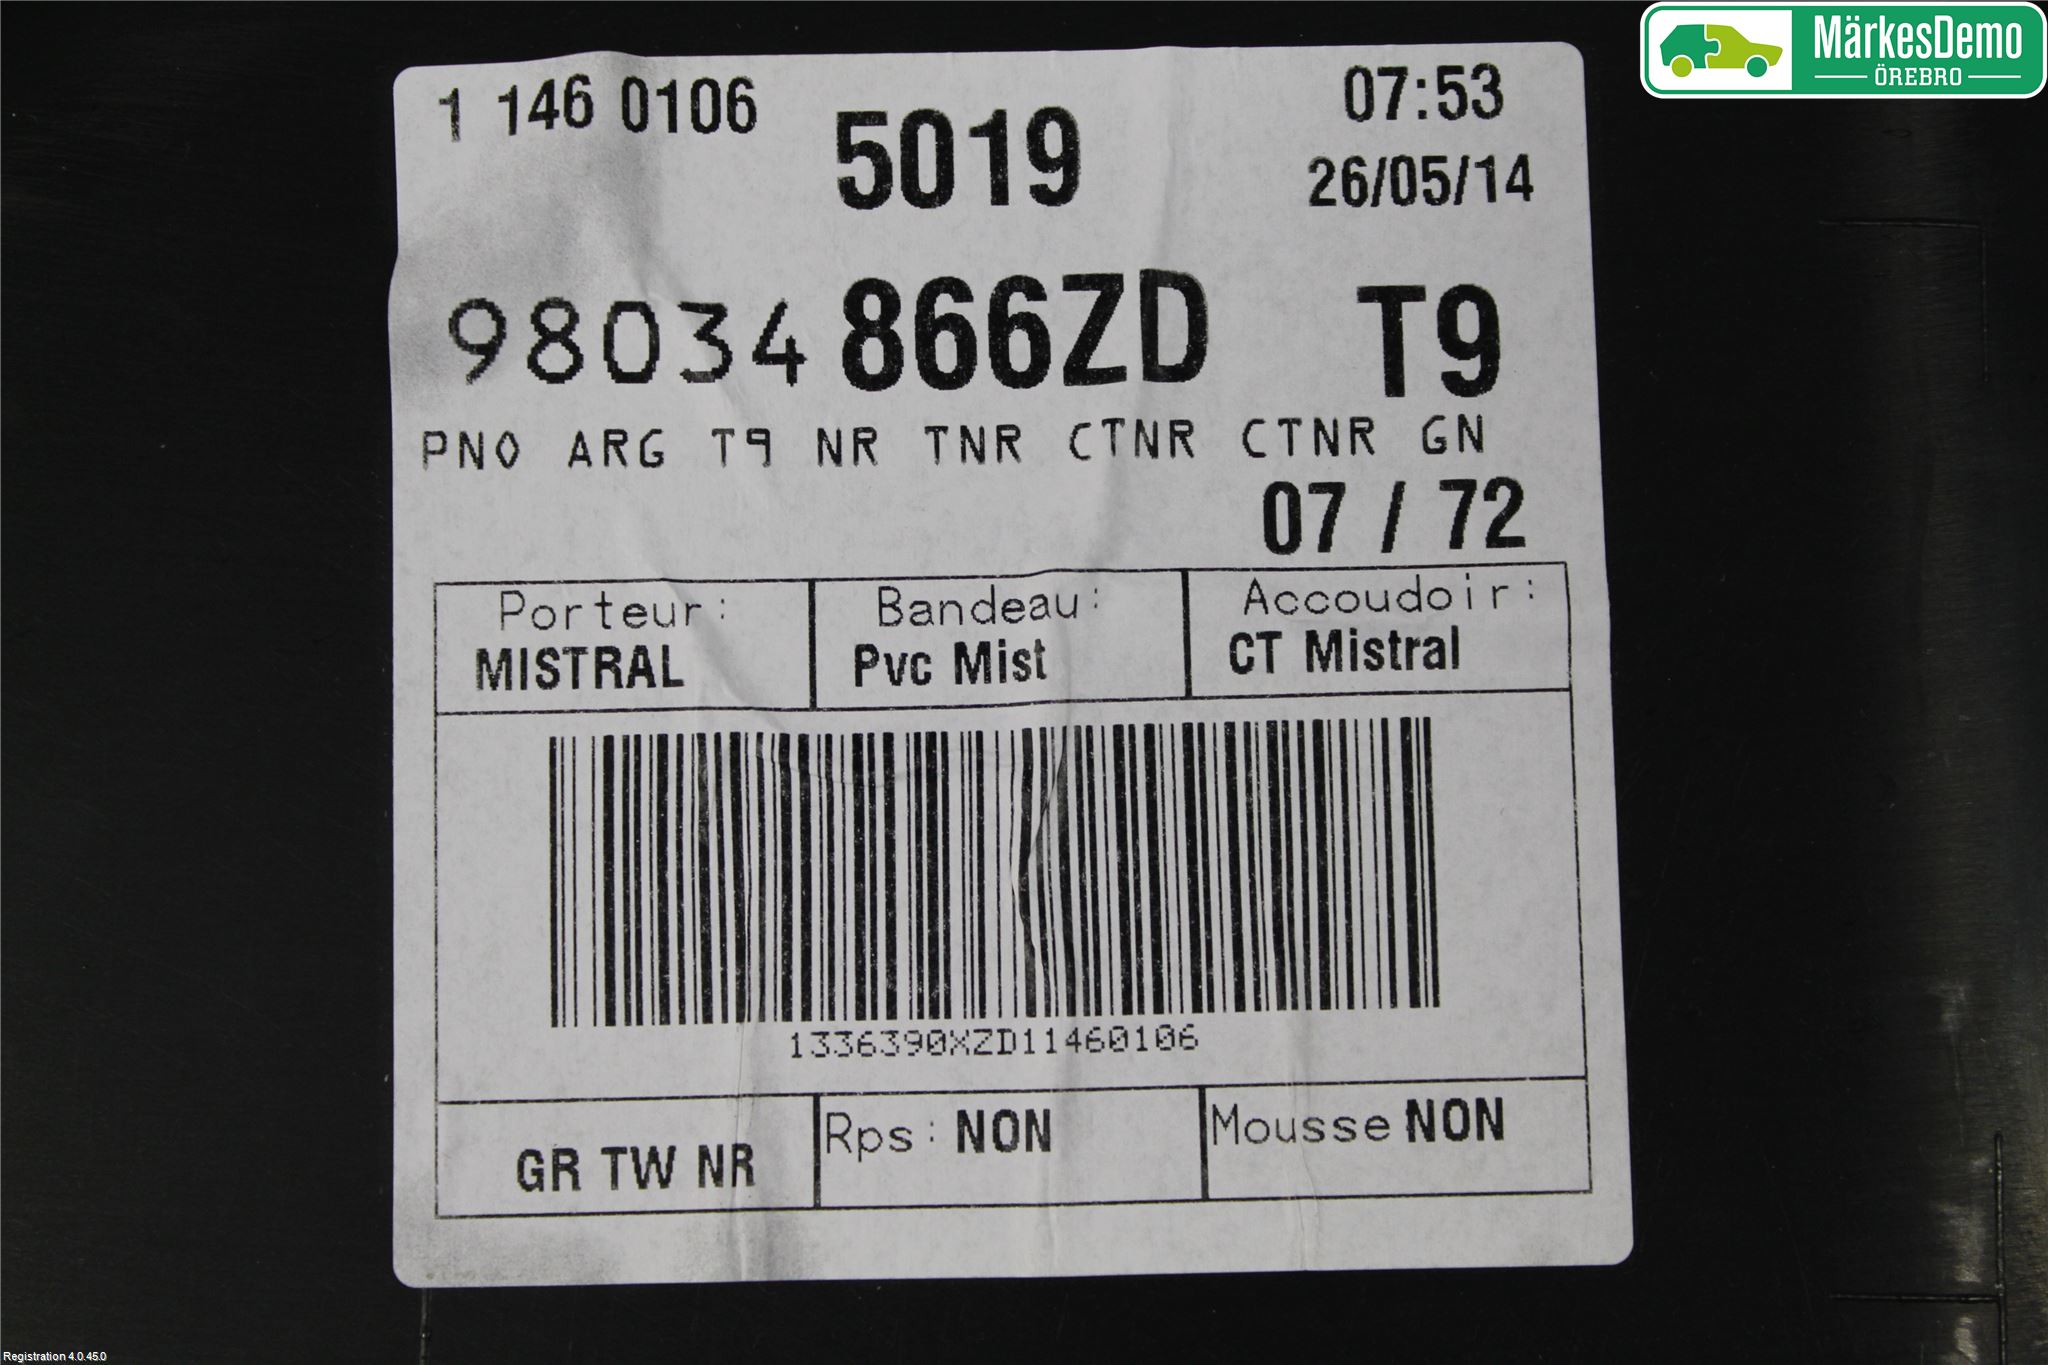 MärkesDemo
ÖREBRO
1 146 0106
5019
07:53
26/05/14
98034 866ZD T9
PNO ARG T9 NR TNR CTNR CTNR GN
07 / 72
Porteur:
MISTRAL
Bandeau:
Pvc Mist
Accoudoir:
CT Mistral
1336390XZD11460106
GR TW NR
Rps: NON
Mousse NON
Registration 4.0.45.0